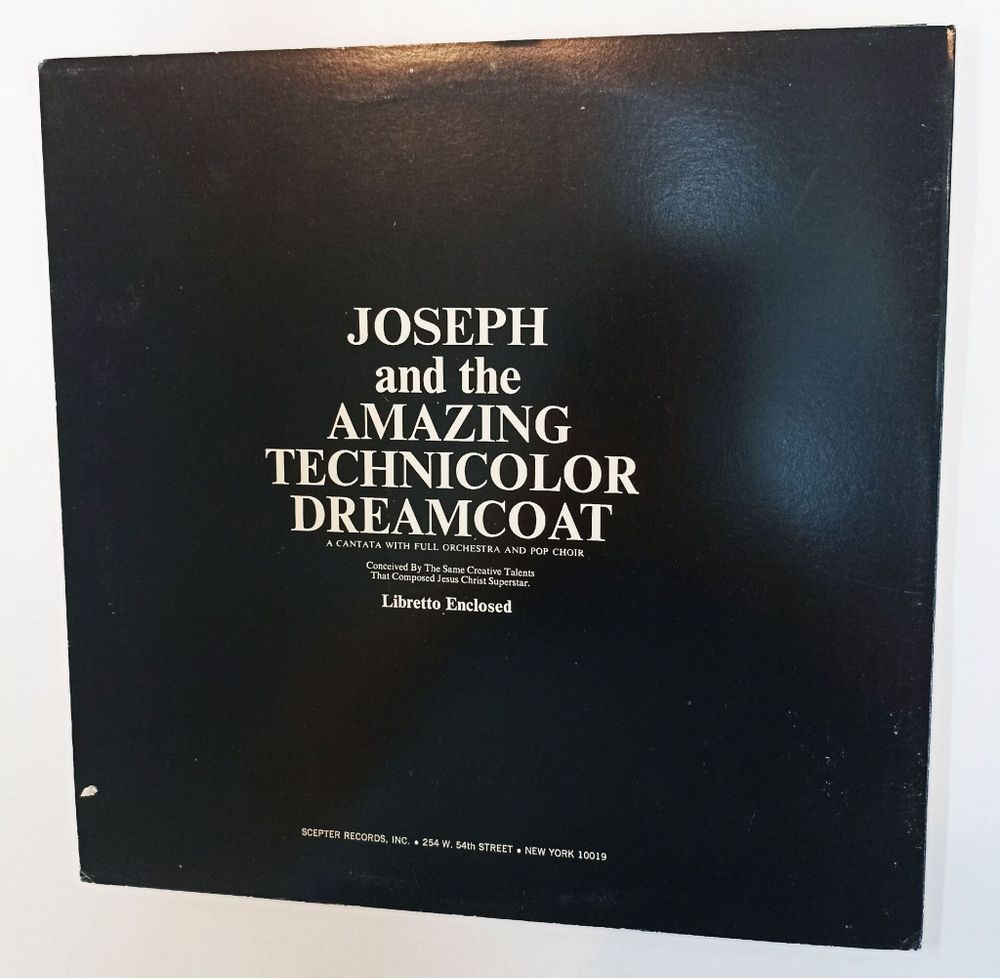 JOSEPH
and the
AMAZING
TECHNICOLOR
DREAMCOAT
A CANTATA WITH FULL ORCHESTRA AND POP CHOIR
Conceived By The Same Creative Talents
That Composed Jesus Christ Superstar.
Libretto Enclosed
SCEPTER RECORDS, INC. • 254 W. 54th STREET • NEW YORK 10019